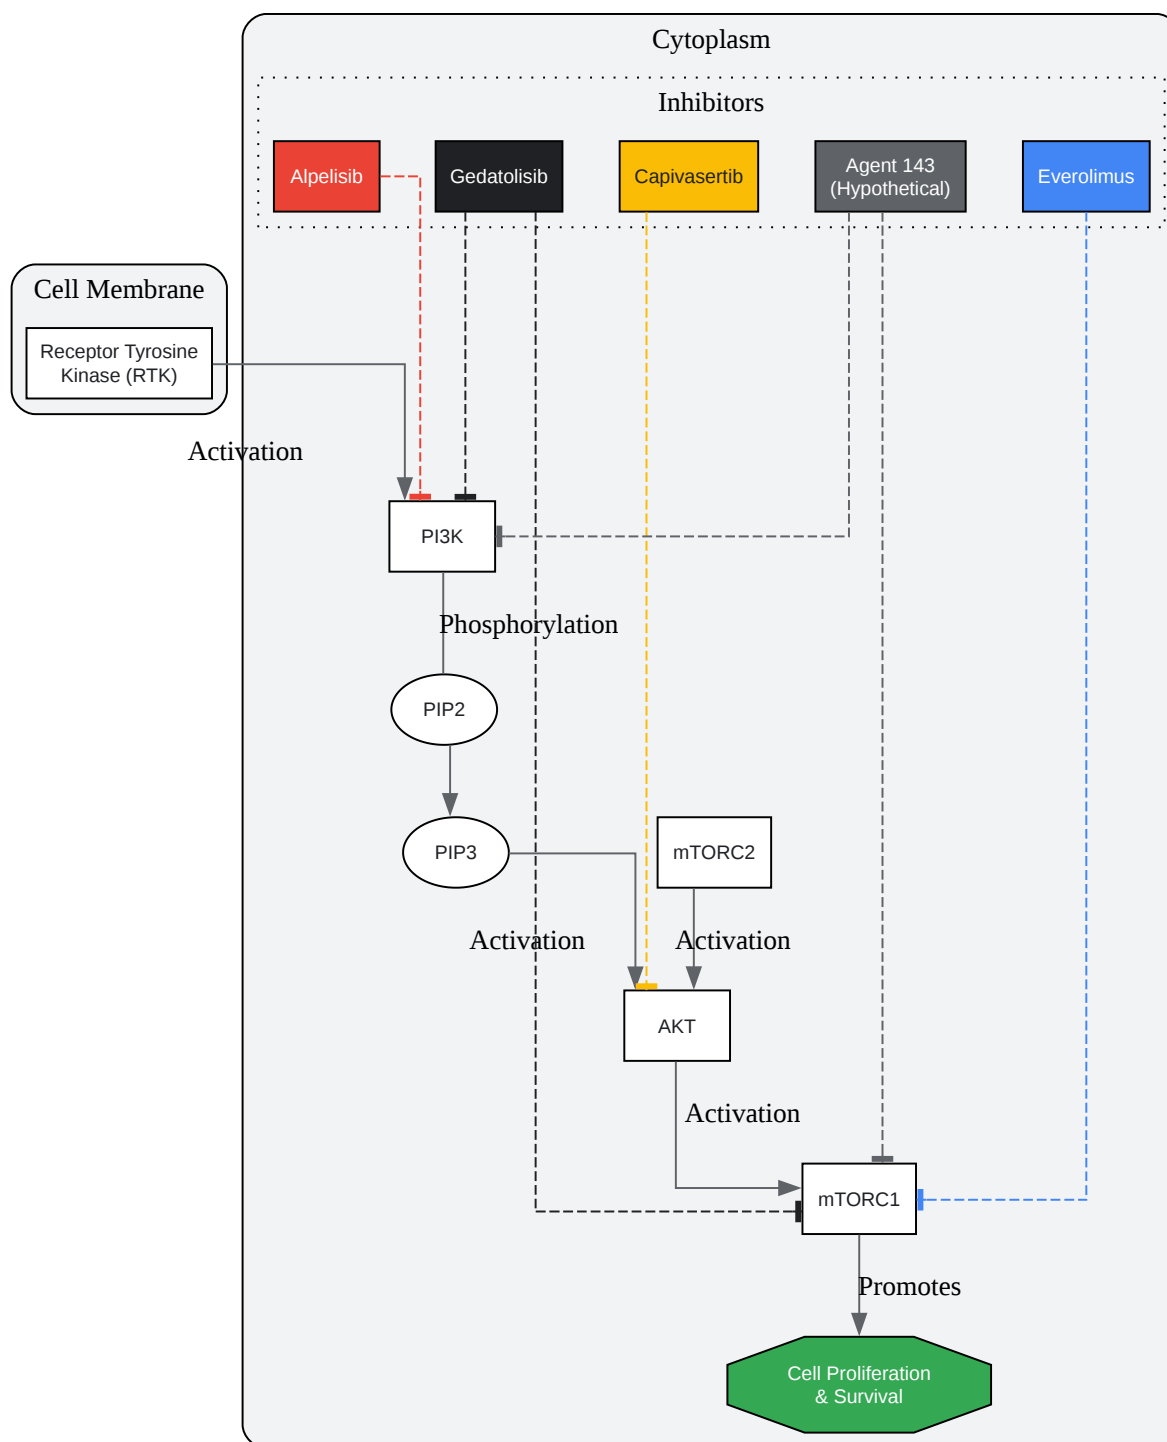 Cytoplasm
Inhibitors
Alpelisib
Gedatolisib
Capivasertib
Agent 143
(Hypothetical)
Everolimus
Cell Membrane
Receptor Tyrosine
Kinase (RTK)
Activation
PI3K
Phosphorylation
PIP2
PIP3
mTORC2
Activation
Activation
AKT
Activation
mTORC1
Promotes
Cell Proliferation
& Survival